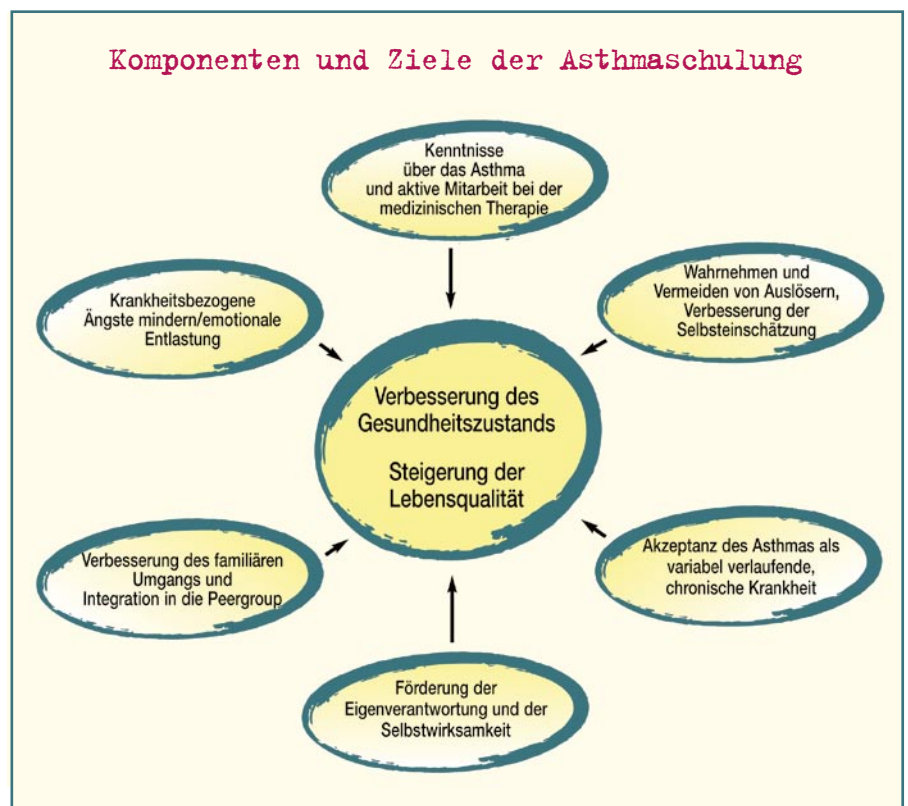 Komponenten und Ziele der Asthmaschulung
Kenntnisse
über das Asthma
und aktive Mitarbeit bei der
medizinischen Therapie
Wahrnehmen und
Vermeiden von Auslösern,
Verbesserung der
Selbsteinschätzung
Krankheitsbezogene
Ängste mindern/emotionale
Entlastung
Verbesserung des
Gesundheitszustands
Steigerung der
Lebensqualität
Verbesserung des familiären
Umgangs und
Integration in die Peergroup
Akzeptanz des Asthmas als
variabel verlaufende,
chronische Krankheit
Förderung der
Eigenverantwortung und der
Selbstwirksamkeit